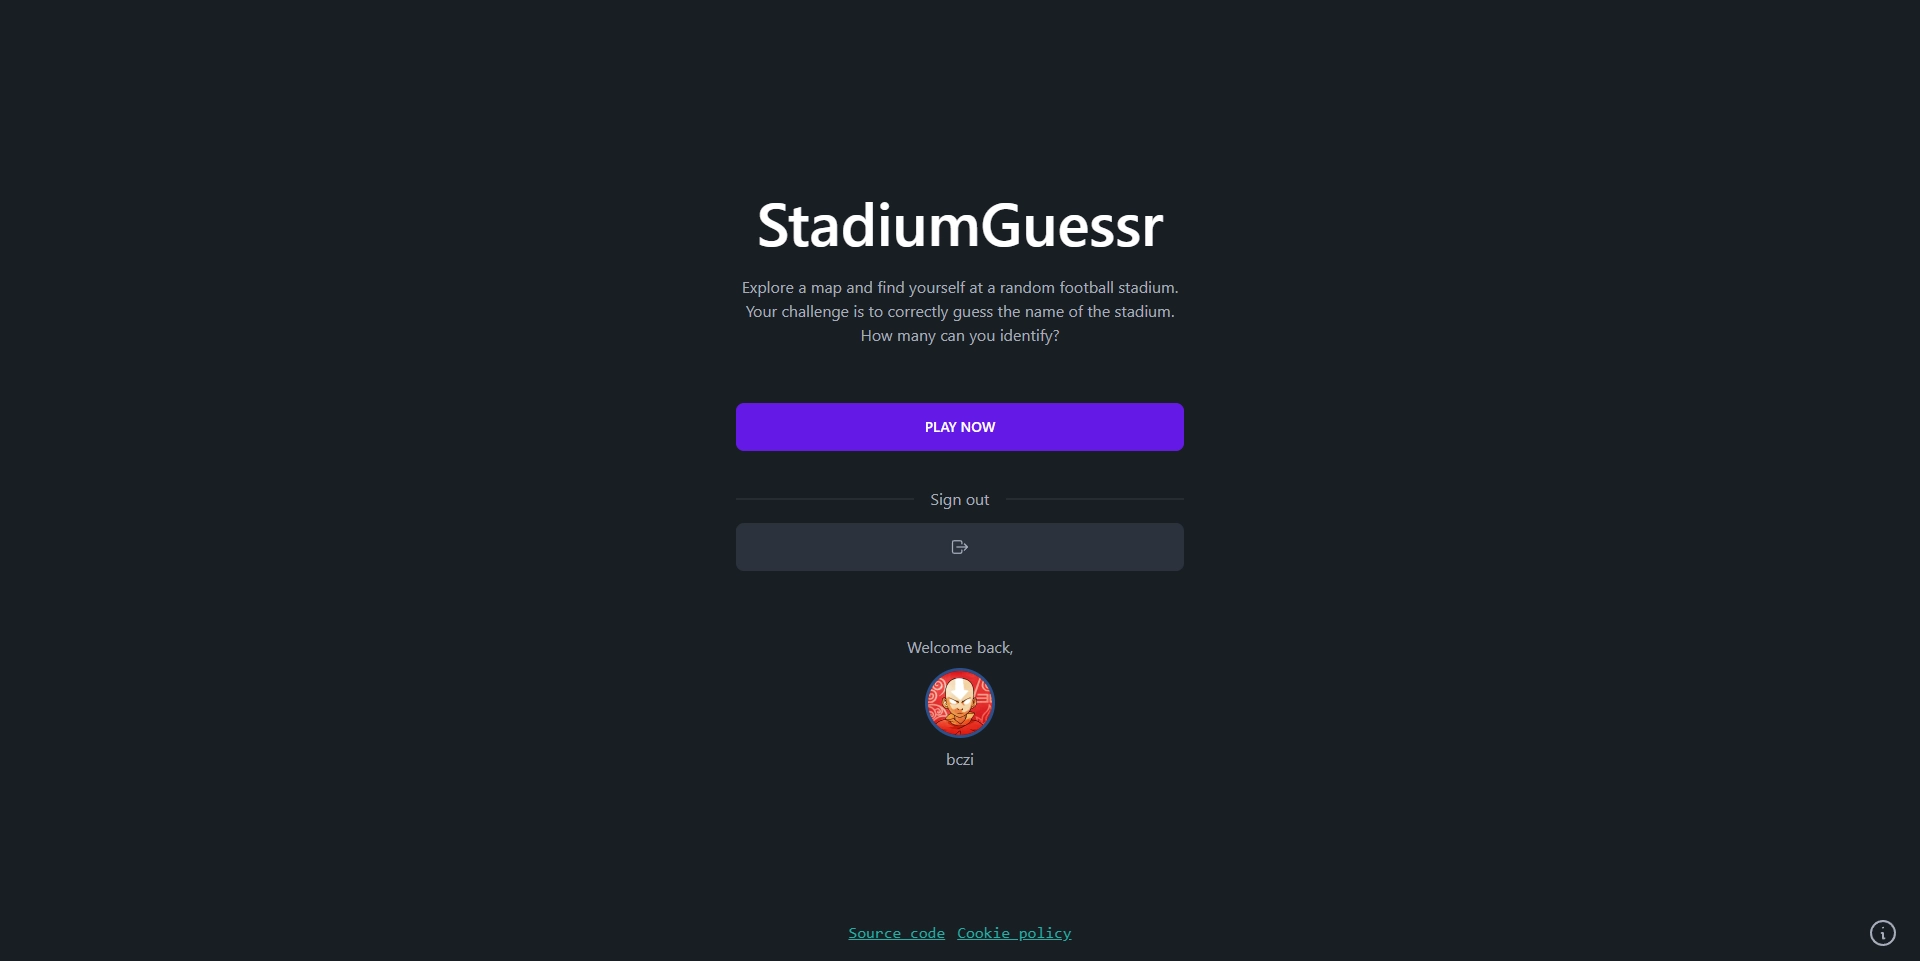 StadiumGuessr
Explore a map and find yourself at a random football stadium.
Your challenge is to correctly guess the name of the stadium.
How many can you identify?
PLAY NOW
Sign out
Welcome back,
bczi
Source code Cookie policy